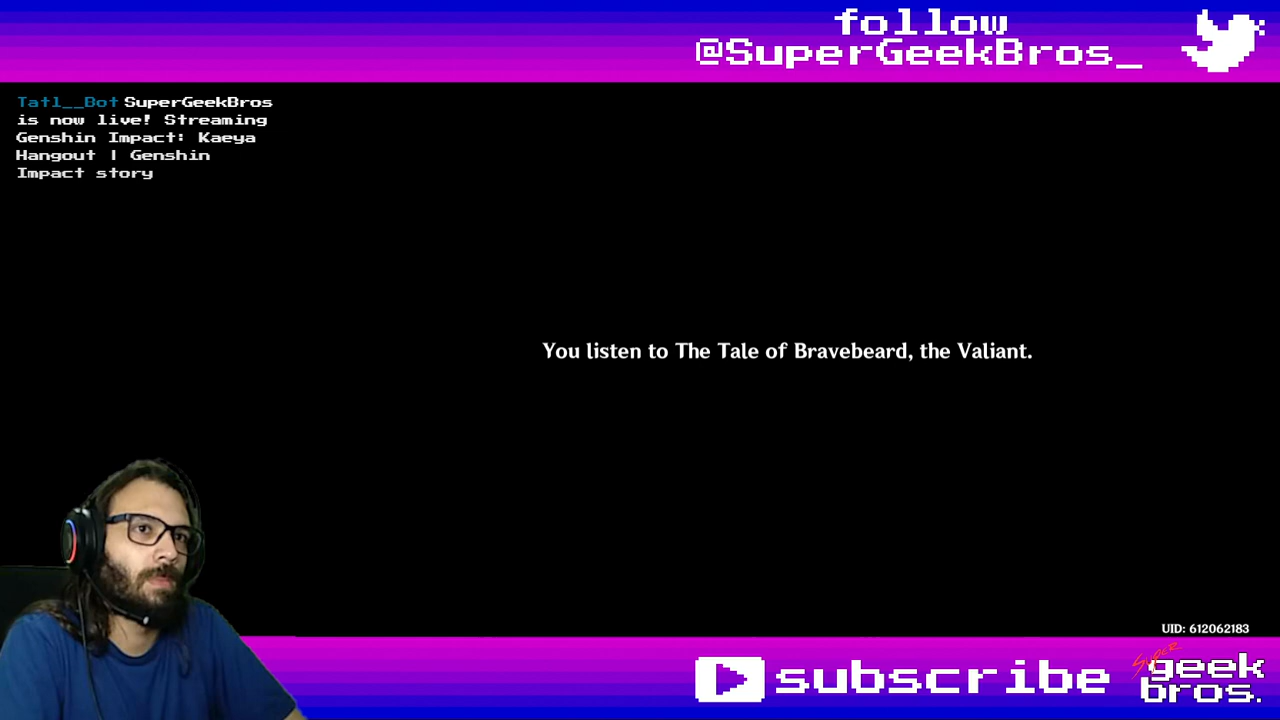 follow
@SuperGeekBros_
Tatl__Bot SuperGeekBros
is now live! Streaming
Genshin Impact: Kaeya
Hangout | Genshin
Impact story
You listen to The Tale of Bravebeard, the Valiant.
UID: 612062183
subscribe
SUPER
geek
bros.